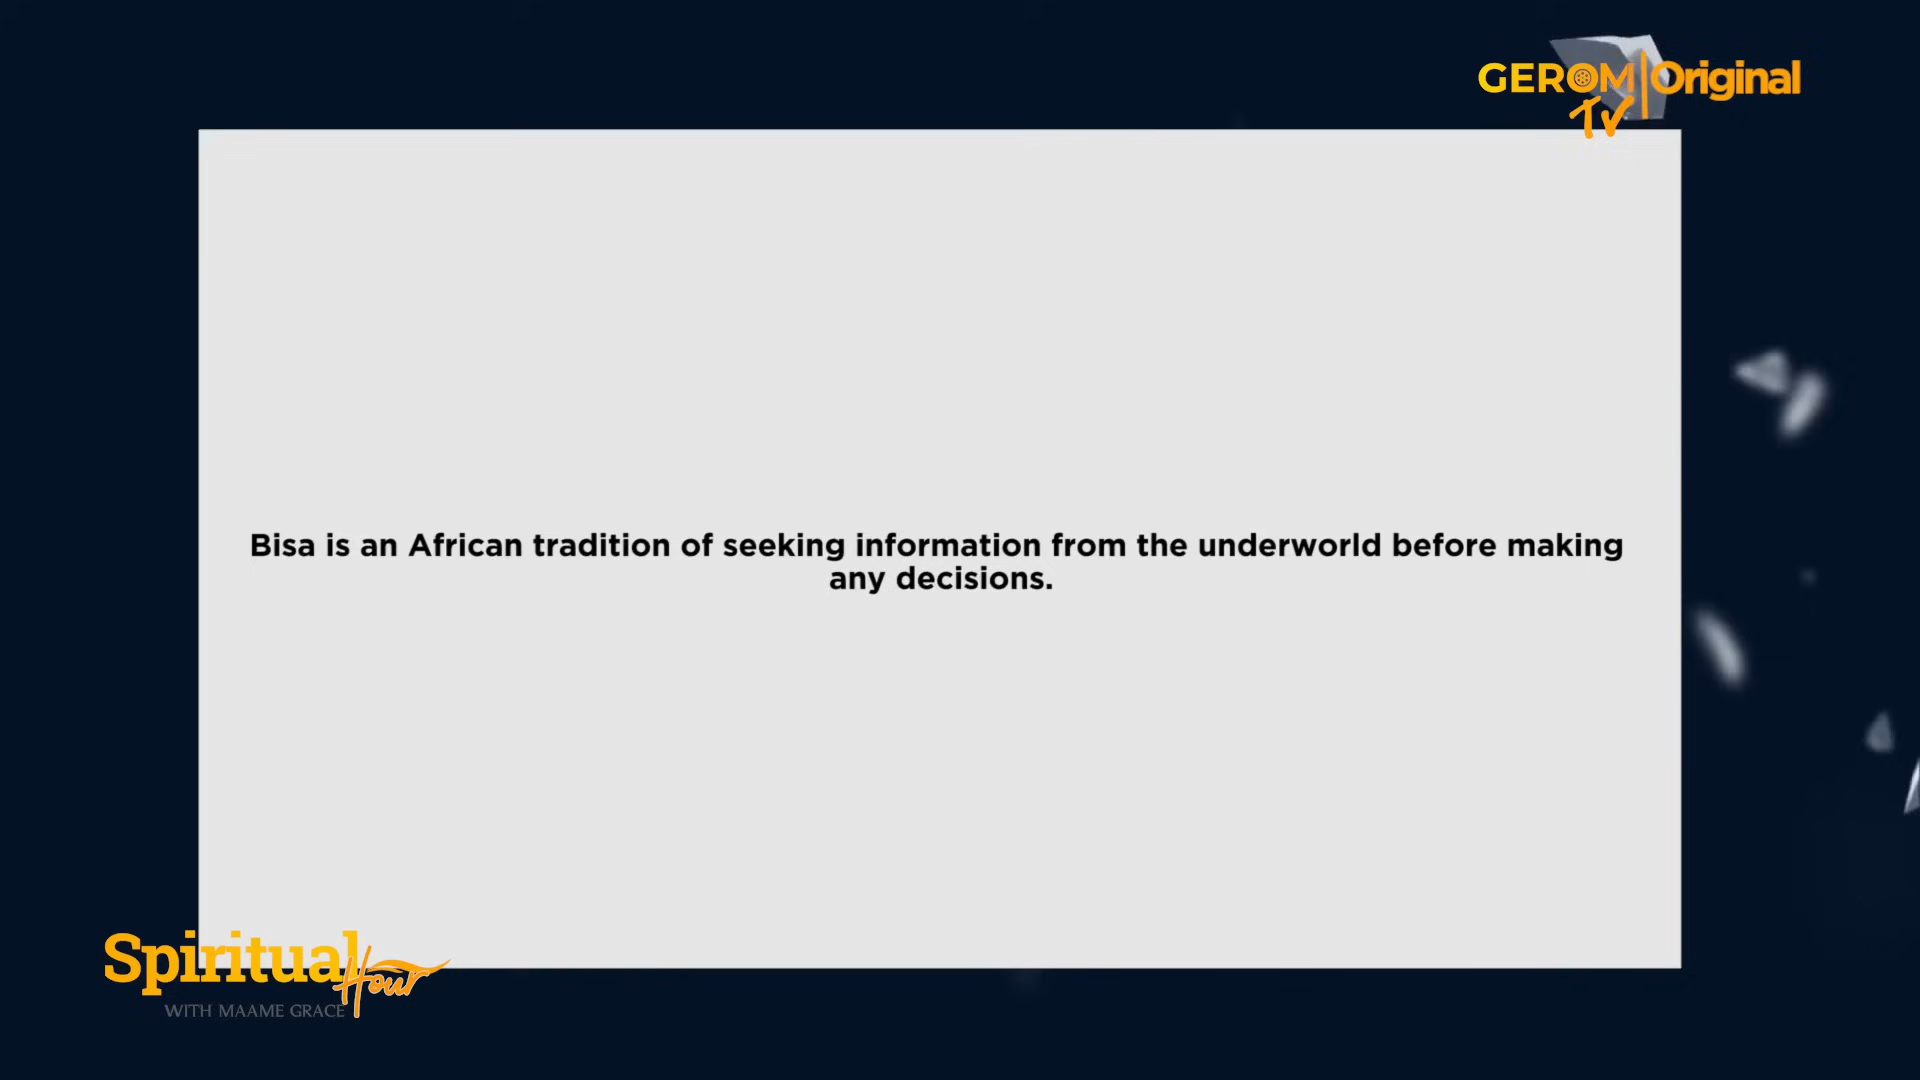 GEROM Original
TV
Bisa is an African tradition of seeking information from the underworld before making
any decisions.
Spiritual
Hour
WITH MAAME GRACE